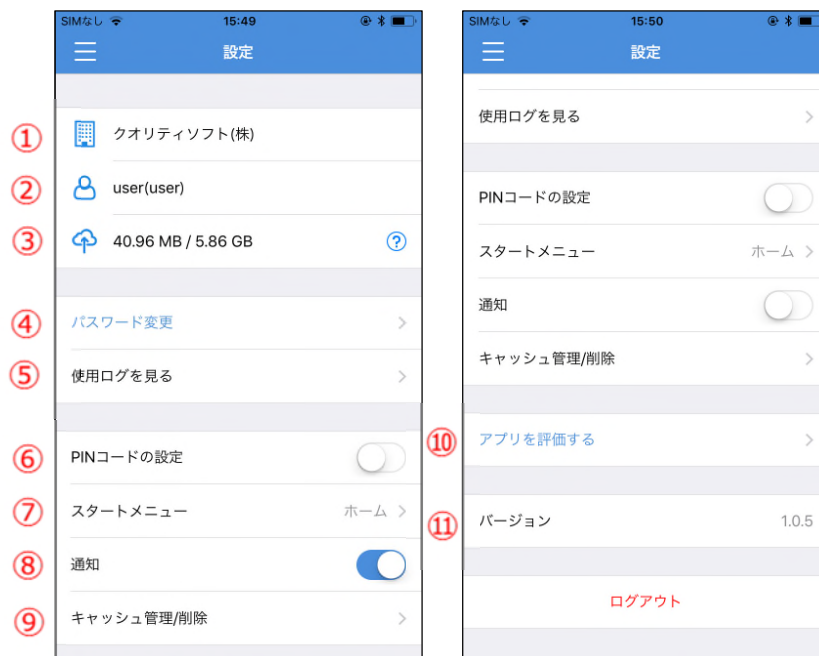 SIMなし 15:49
設定
① クオリティソフト(株)
② user(user)
③ 40.96 MB / 5.86 GB ?
④ パスワード変更
⑤ 使用ログを見る
⑥ PINコードの設定
⑦ スタートメニュー ホーム
⑧ 通知
⑨ キャッシュ管理/削除
SIMなし 15:50
設定
使用ログを見る
PINコードの設定
スタートメニュー ホーム
通知
キャッシュ管理/削除
⑩ アプリを評価する
⑪ バージョン 1.0.5
ログアウト